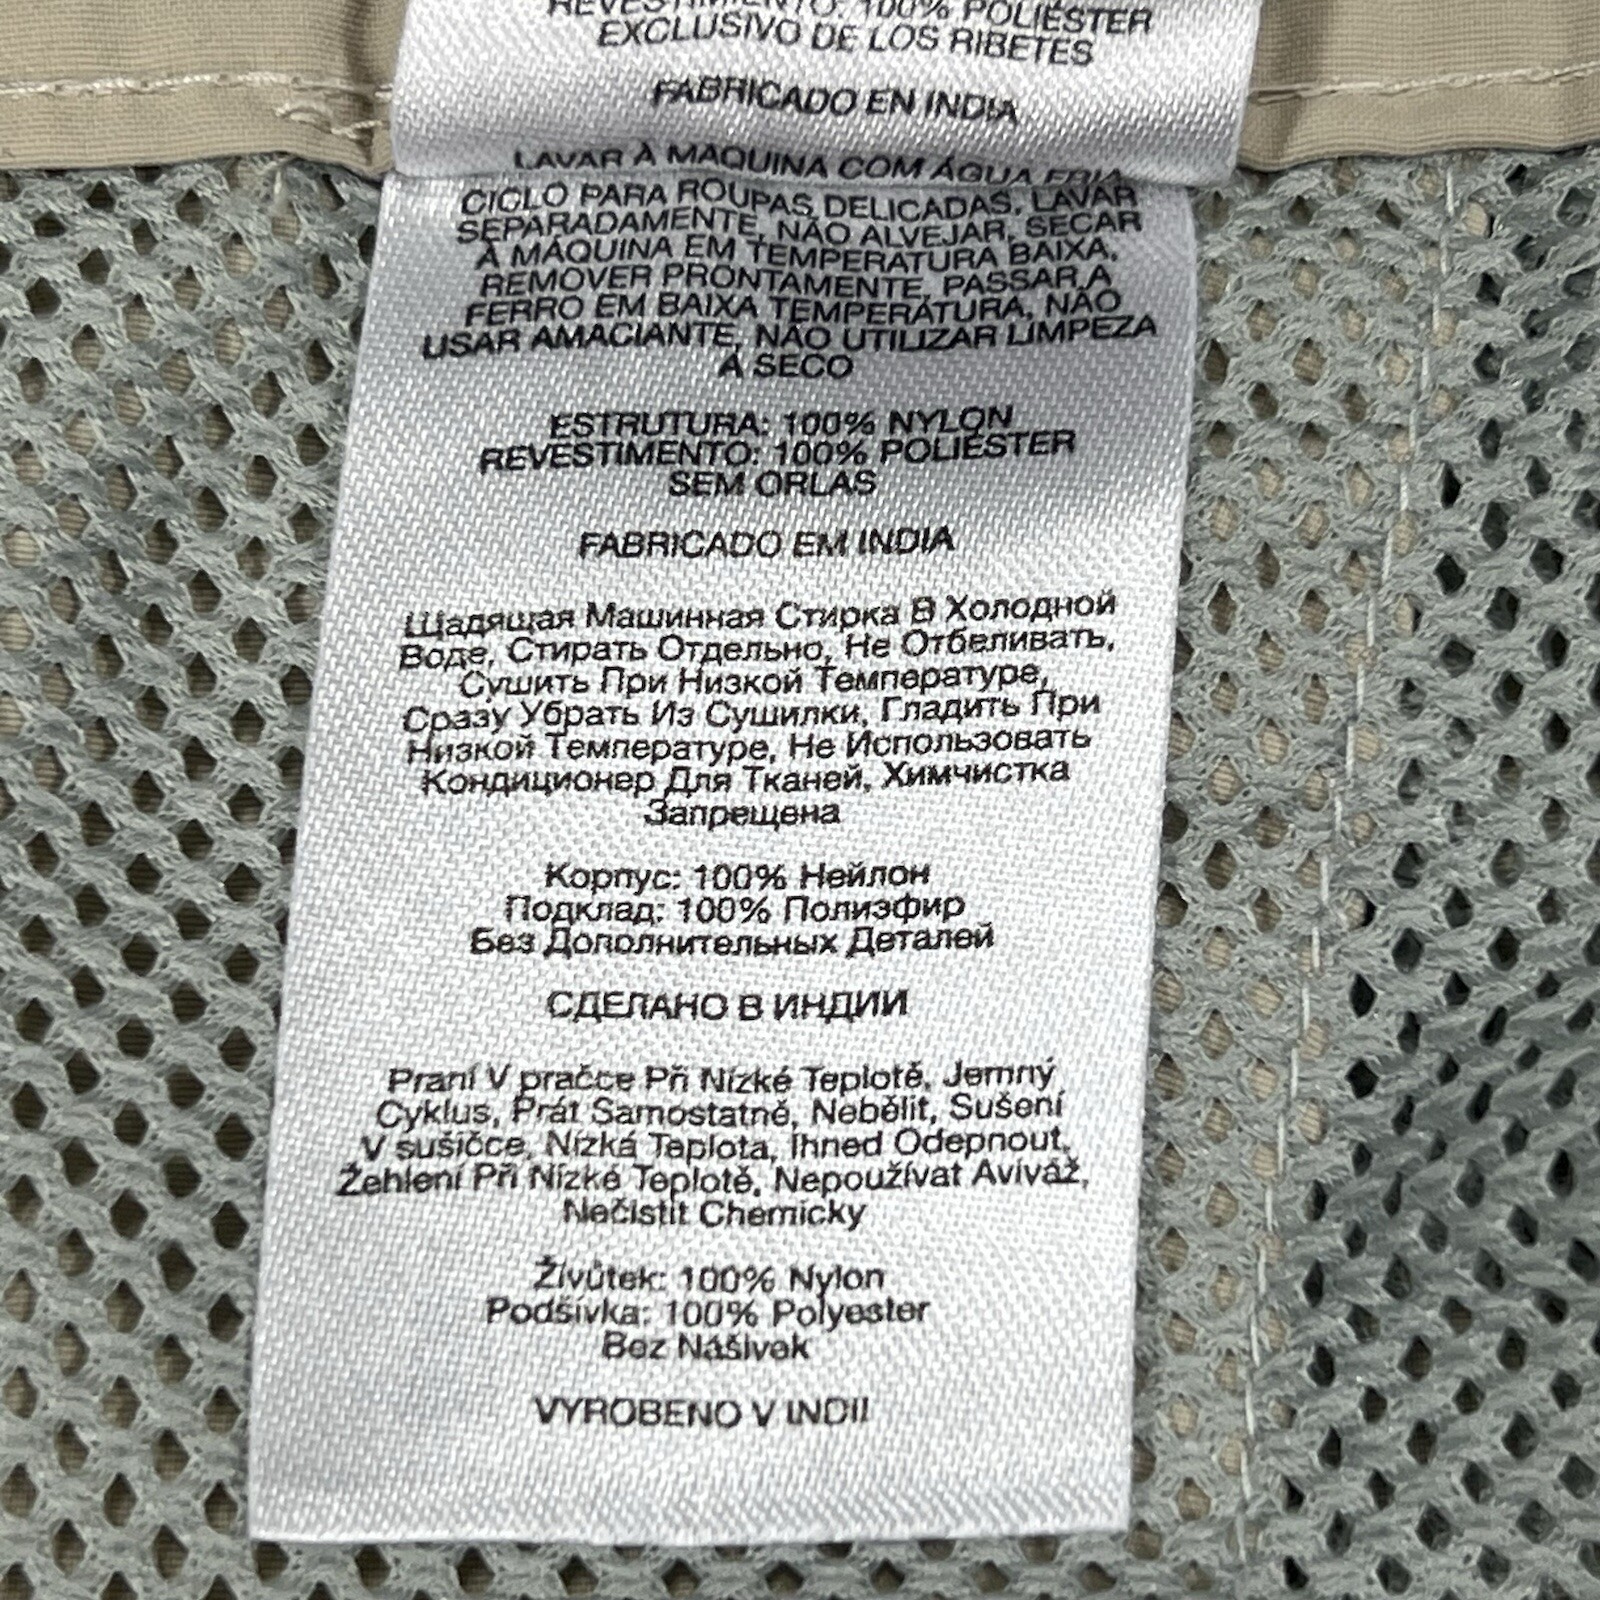 REVESTIMIENTO: 100% POLIÉSTER
EXCLUSIVO DE LOS RIBETES
FABRICADO EN INDIA
LAVAR À MAQUINA COM ÁGUA FRIA
CICLO PARA ROUPAS DELICADAS, LAVAR
SEPARADAMENTE, NÃO ALVEJAR, SECAR
À MÁQUINA EM TEMPERATURA BAIXA,
REMOVER PRONTAMENTE, PASSAR A
FERRO EM BAIXA TEMPERATURA, NÃO
USAR AMACIANTE, NÃO UTILIZAR LIMPEZA
A SECO
ESTRUTURA: 100% NYLON
REVESTIMENTO: 100% POLIÉSTER
SEM ORLAS
FABRICADO EM INDIA
Щадящая Машинная Стирка В Холодной
Воде, Стирать Отдельно, Не Отбеливать,
Сушить При Низкой Температуре,
Сразу Убрать Из Сушилки, Гладить При
Низкой Температуре, Не Использовать
Кондиционер Для Тканей, Химчистка
Запрещена
Корпус: 100% Нейлон
Подклад: 100% Полиэфир
Без Дополнительных Деталей
СДЕЛАНО В ИНДИИ
Praní V pračce Při Nízké Teplotě, Jemný
Cyklus, Prát Samostatně, Nebělit, Sušení
V sušičce, Nízká Teplota, Ihned Odepnout,
Žehlení Při Nízké Teplotě, Nepoužívat Aviváž,
Nečistit Chemicky
Živůtek: 100% Nylon
Podšívka: 100% Polyester
Bez Nášivek
VYROBENO V INDII